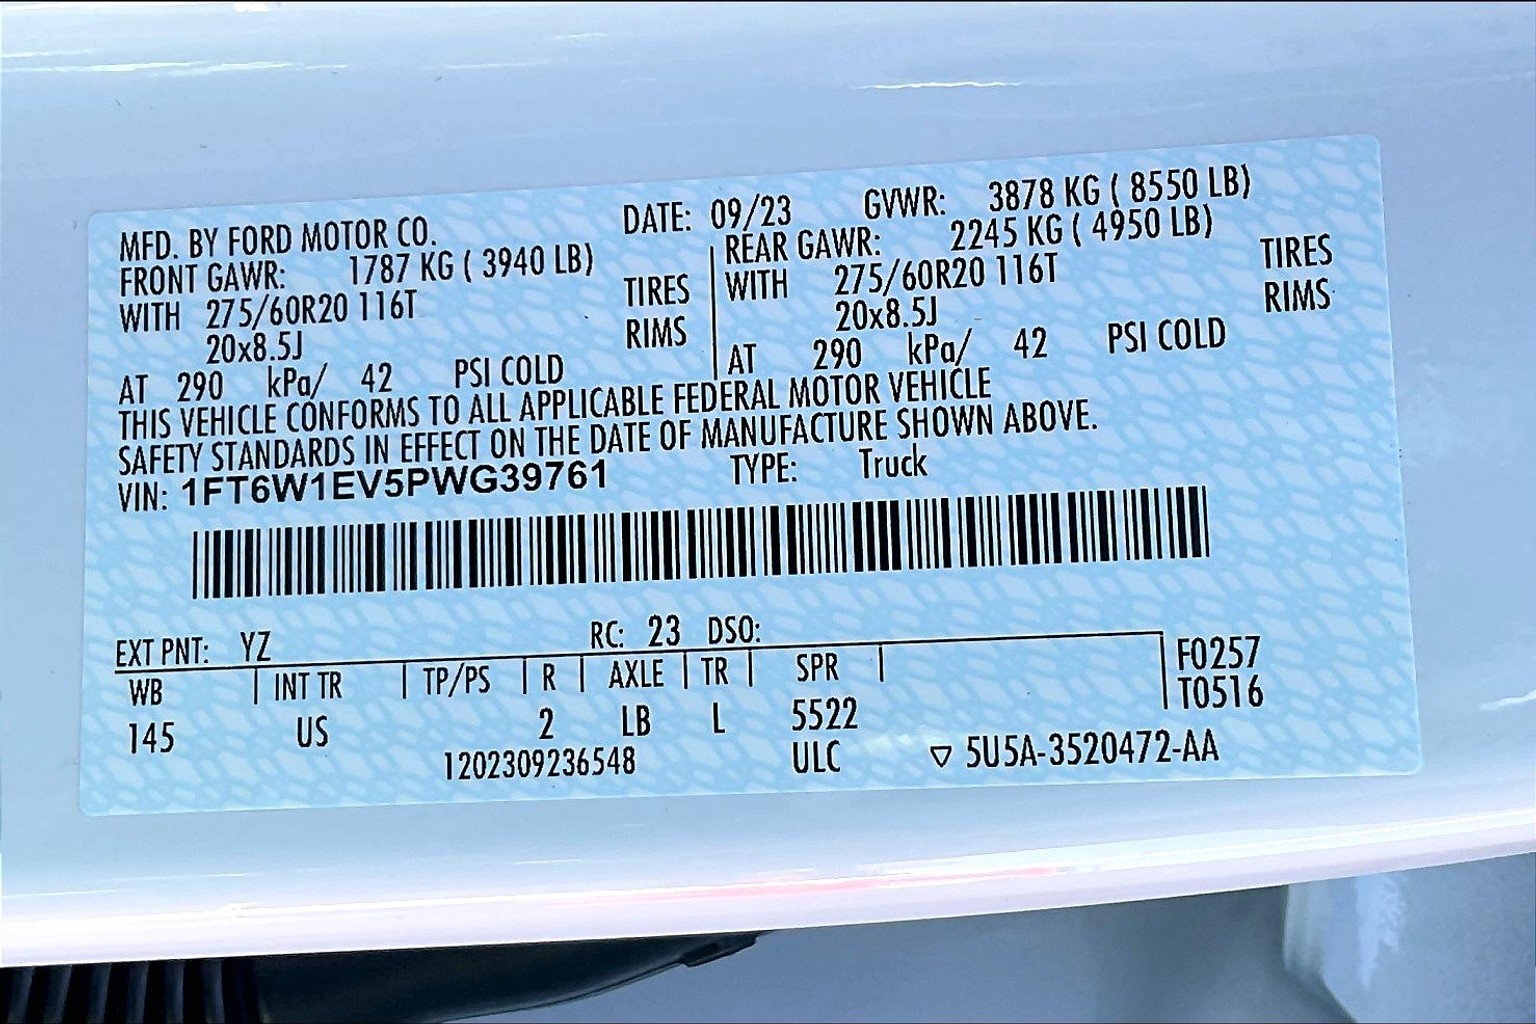 MFD. BY FORD MOTOR CO. DATE: 09/23 GVWR: 3878 KG ( 8550 LB)
FRONT GAWR: 1787 KG ( 3940 LB) REAR GAWR: 2245 KG ( 4950 LB)
WITH 275/60R20 116T TIRES WITH 275/60R20 116T TIRES
20x8.5J RIMS 20x8.5J RIMS
AT 290 kPa/ 42 PSI COLD AT 290 kPa/ 42 PSI COLD
THIS VEHICLE CONFORMS TO ALL APPLICABLE FEDERAL MOTOR VEHICLE
SAFETY STANDARDS IN EFFECT ON THE DATE OF MANUFACTURE SHOWN ABOVE.
VIN: 1FT6W1EV5PWG39761 TYPE: Truck
EXT PNT: YZ RC: 23 DSO:
WB INT TR TP/PS R AXLE TR SPR F0257
145 US 2 LB L 5522 T0516
1202309236548 ULC ▽ 5U5A-3520472-AA